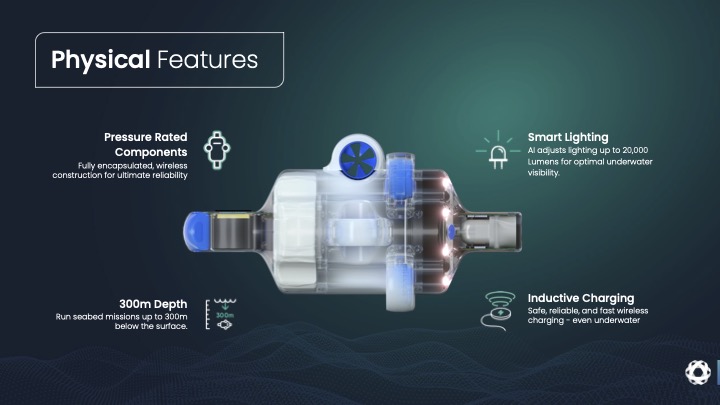 Physical Features
Pressure Rated
Components
Fully encapsulated, wireless
construction for ultimate reliability
Smart Lighting
AI adjusts lighting up to 20,000
Lumens for optimal underwater
visibility.
300m Depth
Run seabed missions up to 300m
below the surface.
300m
Inductive Charging
Safe, reliable, and fast wireless
charging - even underwater